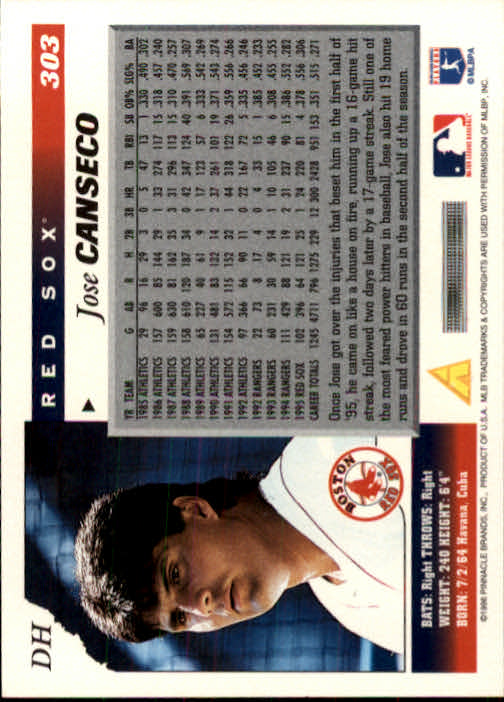 DH
RED SOX®
303
Jose CANSECO
YR TEAM G AB R H 2B 3B HR TB RBI SB OB% SLG% BA
1985 ATHLETICS 29 96 16 29 3 0 5 47 13 1 .330 .490 .302
1986 ATHLETICS 157 600 85 144 29 1 33 274 117 15 .318 .457 .240
1987 ATHLETICS 159 630 81 162 35 3 31 296 113 15 .310 .470 .257
1988 ATHLETICS 158 610 120 187 34 0 42 347 124 40 .391 .569 .307
1989 ATHLETICS 65 227 40 61 9 1 17 123 57 6 .333 .542 .269
1990 ATHLETICS 131 481 83 132 14 2 37 261 101 19 .371 .543 .274
1991 ATHLETICS 154 572 115 152 32 1 44 318 122 26 .359 .556 .266
1992 ATHLETICS 97 366 66 90 11 0 22 167 72 5 .335 .456 .246
1992 RANGERS 22 73 8 17 4 0 4 33 15 1 .385 .452 .233
1993 RANGERS 60 231 30 59 14 1 10 105 46 6 .308 .455 .255
1994 RANGERS 111 429 88 121 19 2 31 237 90 15 .386 .552 .282
1995 RED SOX 102 396 64 121 25 1 24 220 81 4 .378 .556 .306
CAREER TOTALS 1245 4711 796 1275 229 12 300 2428 951 153 .351 .515 .271
Once Jose got over the injuries that beset him in the first half of
'95, he came on like a house on fire, running up a 16-game hit
streak, followed two days later by a 17-game streak. Still one of
the most feared power hitters in baseball, Jose also hit 19 home
runs and drove in 60 runs in the second half of the season.
BOSTON
RED SOX
BATS: Right THROWS: Right
WEIGHT: 240 HEIGHT: 6'4"
BORN: 7/2/64 Havana, Cuba
MAJOR LEAGUE BASEBALL
© MLBPA
©1996 PINNACLE BRANDS, INC., PRODUCT OF U.S.A. MLB TRADEMARKS & COPYRIGHTS ARE USED WITH PERMISSION OF MLBP, INC.